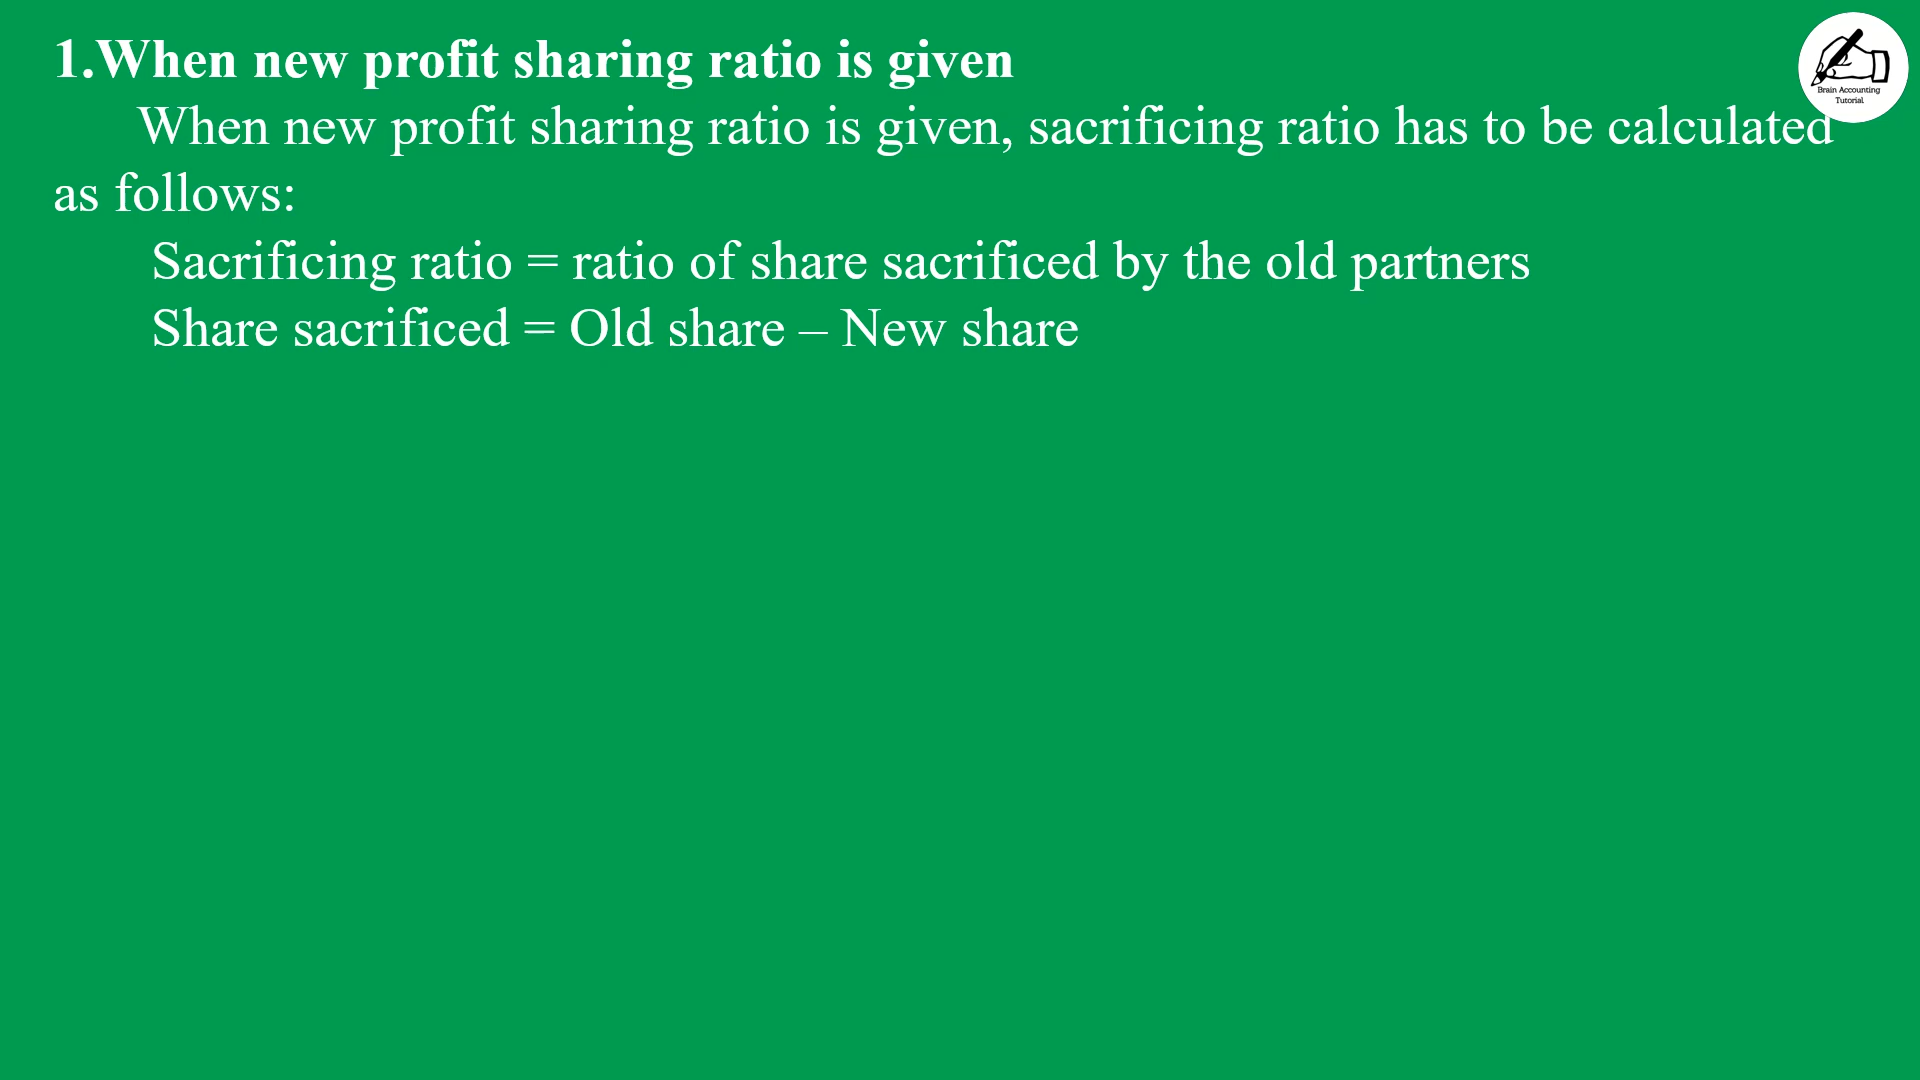 1.When new profit sharing ratio is given
When new profit sharing ratio is given, sacrificing ratio has to be calculated
as follows:
Sacrificing ratio = ratio of share sacrificed by the old partners
Share sacrificed = Old share – New share
Brain Accounting
Tutorial